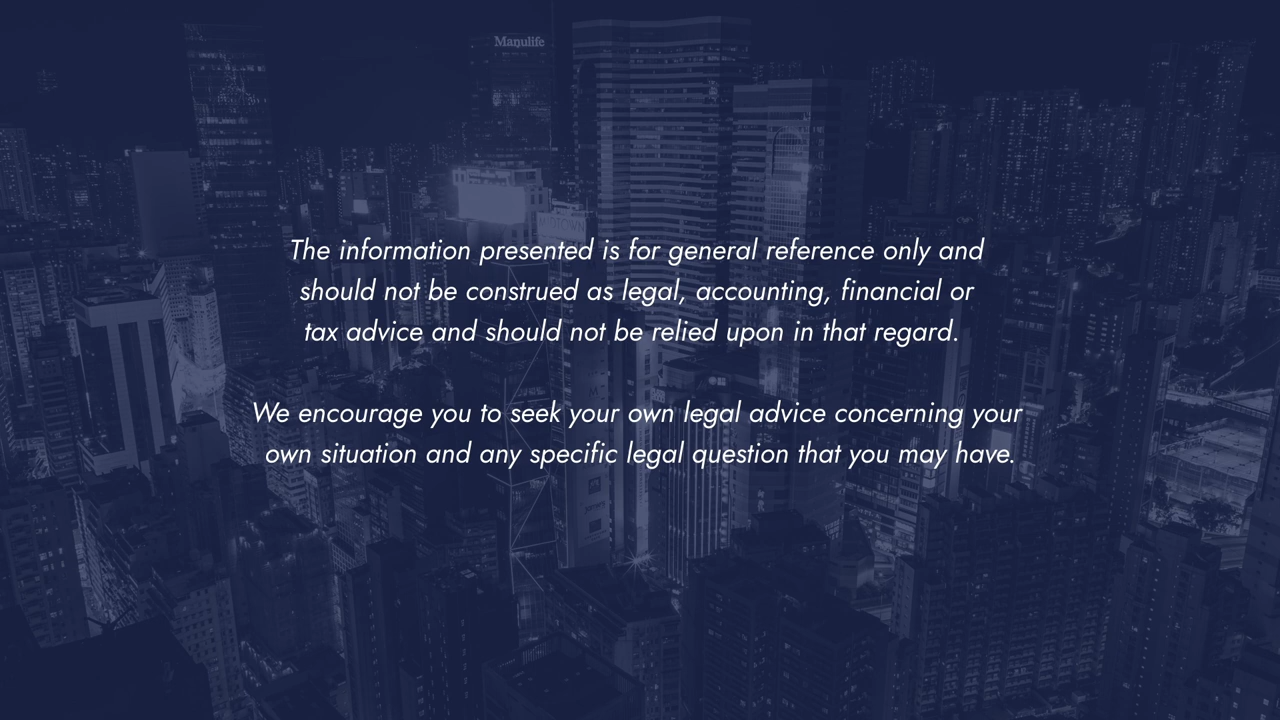 Manulife
The information presented is for general reference only and
should not be construed as legal, accounting, financial or
tax advice and should not be relied upon in that regard.
We encourage you to seek your own legal advice concerning your
own situation and any specific legal question that you may have.